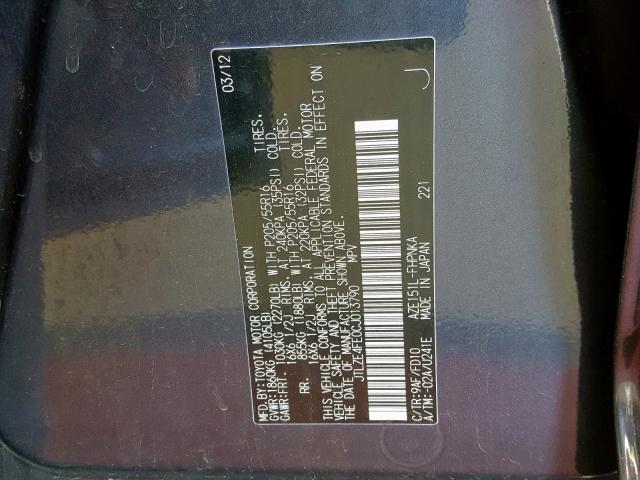 MFD.BY:TOYOTA MOTOR CORPORATION 03/12
GVWR:1860KG (4105LB)
GAWR:FRT. 1030KG (2270LB) WITH P205/55R16 TIRES.
16X6 1/2J RIMS. AT 240KPA (35PSI) COLD.
RR. 855KG (1880LB) WITH P205/55R16 TIRES.
16X6 1/2J RIMS. AT 220KPA (32PSI) COLD.
THIS VEHICLE CONFORMS TO ALL APPLICABLE FEDERAL MOTOR
VEHICLE SAFETY AND THEFT PREVENTION STANDARDS IN EFFECT ON
THE DATE OF MANUFACTURE SHOWN ABOVE.
JTLZE4FE0CJ013790 MPV
C/TR:9AF/FD10 AZE151L-FHPNKA
A/TM:-02A/U241E MADE IN JAPAN 221
J